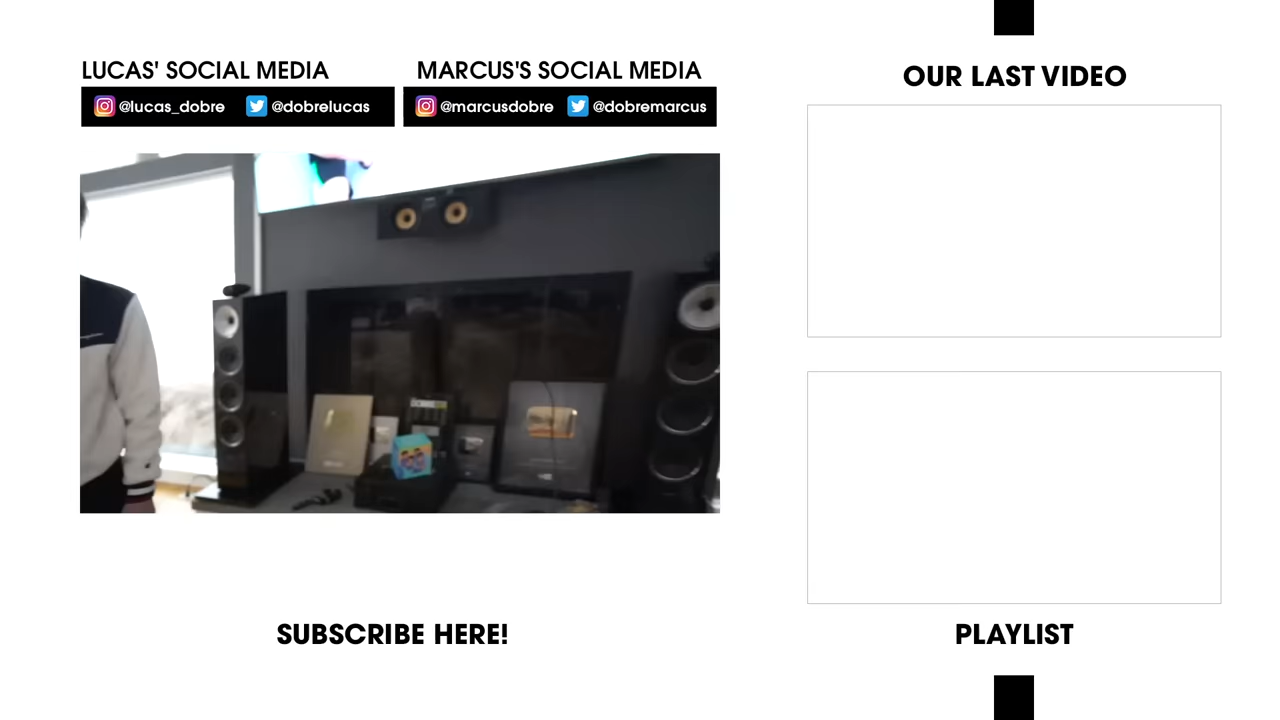 LUCAS' SOCIAL MEDIA
@lucas_dobre @dobrelucas
MARCUS'S SOCIAL MEDIA
@marcusdobre @dobremarcus
OUR LAST VIDEO
SUBSCRIBE HERE!
PLAYLIST